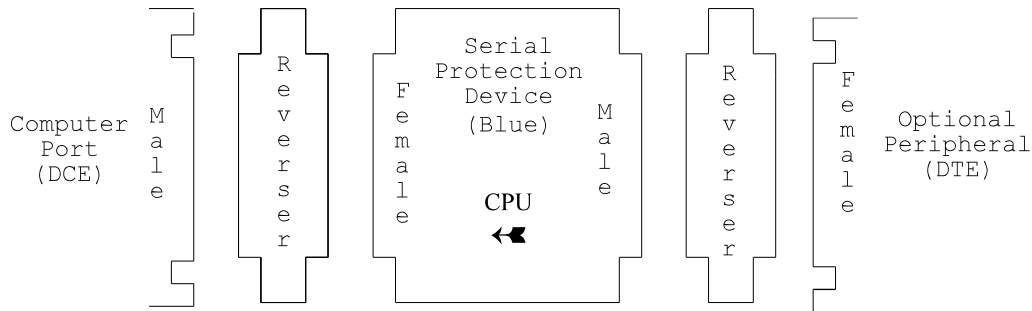 Computer
Port
(DCE)
Male
Reverser
Female
Serial
Protection
Device
(Blue)
CPU
Male
Reverser
Female
Optional
Peripheral
(DTE)